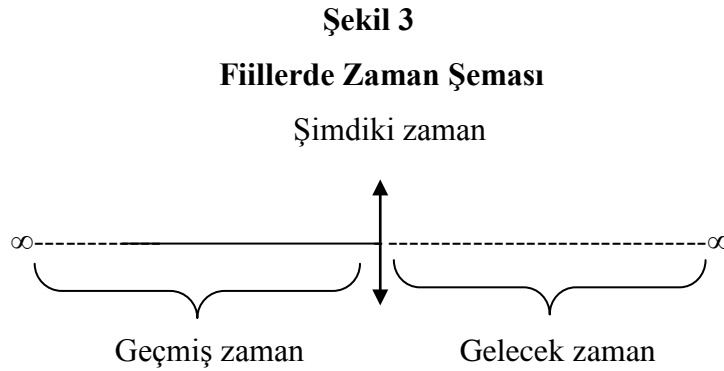 Şekil 3
Fiillerde Zaman Şeması
Şimdiki zaman
∞ ∞
Geçmiş zaman Gelecek zaman